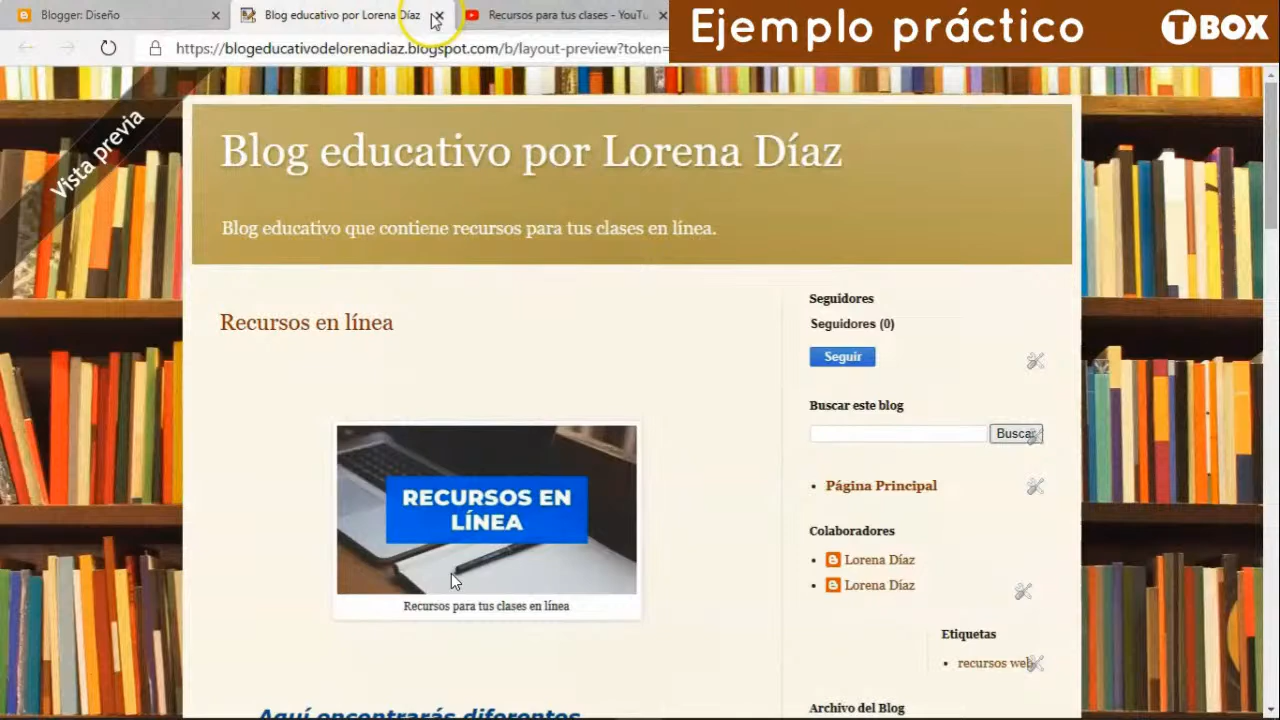 Blogger: Diseño
Blog educativo por Lorena Díaz
Recursos para tus clases - YouTu
Ejemplo práctico
TBOX
https://blogeducativodelorenadiaz.blogspot.com/b/layout-preview?token=
Vista previa
Blog educativo por Lorena Díaz
Blog educativo que contiene recursos para tus clases en línea.
Recursos en línea
RECURSOS EN
LÍNEA
Recursos para tus clases en línea
Aquí encontrarás diferentes
Seguidores
Seguidores (0)
Seguir
Buscar este blog
Buscar
Página Principal
Colaboradores
Lorena Díaz
Lorena Díaz
Etiquetas
recursos web
Archivo del Blog